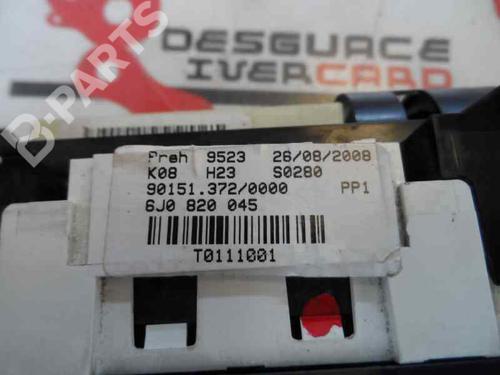 DESGUACE
IVERCARD
B-PARTS
Preh 9523 26/08/2008
K08 H23 S0280
90151.372/0000 PP1
6J0 820 045
T0111001